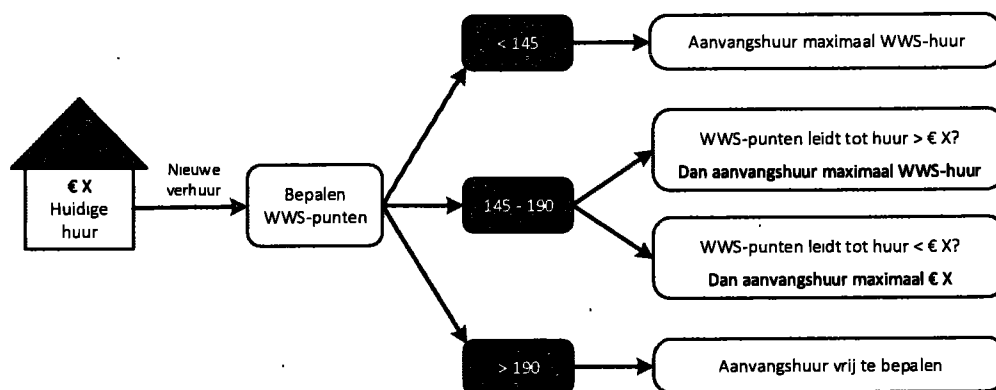 € X
Huidige
huur
Nieuwe
verhuur
Bepalen
WWS-punten
< 145
Aanvangshuur maximaal WWS-huur
145 - 190
WWS-punten leidt tot huur > € X?
Dan aanvangshuur maximaal WWS-huur
WWS-punten leidt tot huur < € X?
Dan aanvangshuur maximaal € X
> 190
Aanvangshuur vrij te bepalen